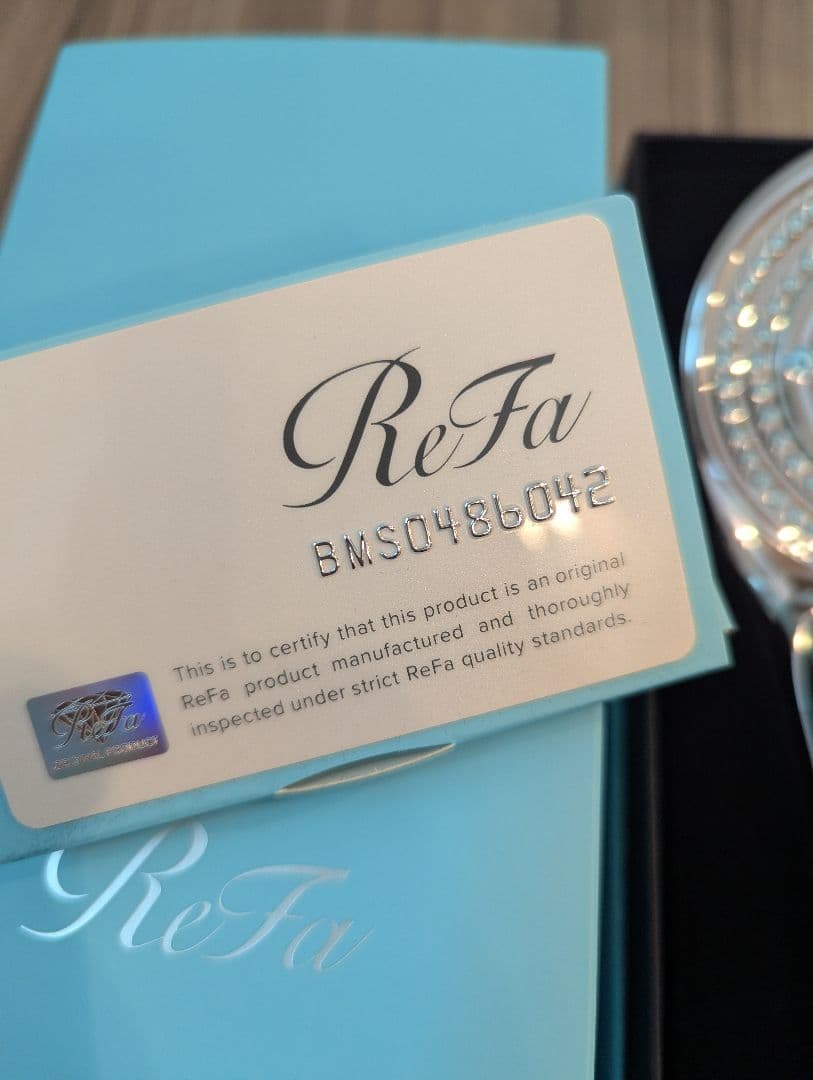 ReFa
BMS0486042
This is to certify that this product is an original
ReFa product manufactured and thoroughly
inspected under strict ReFa quality standards.
ReFa
ORIGINAL PRODUCT
ReFa